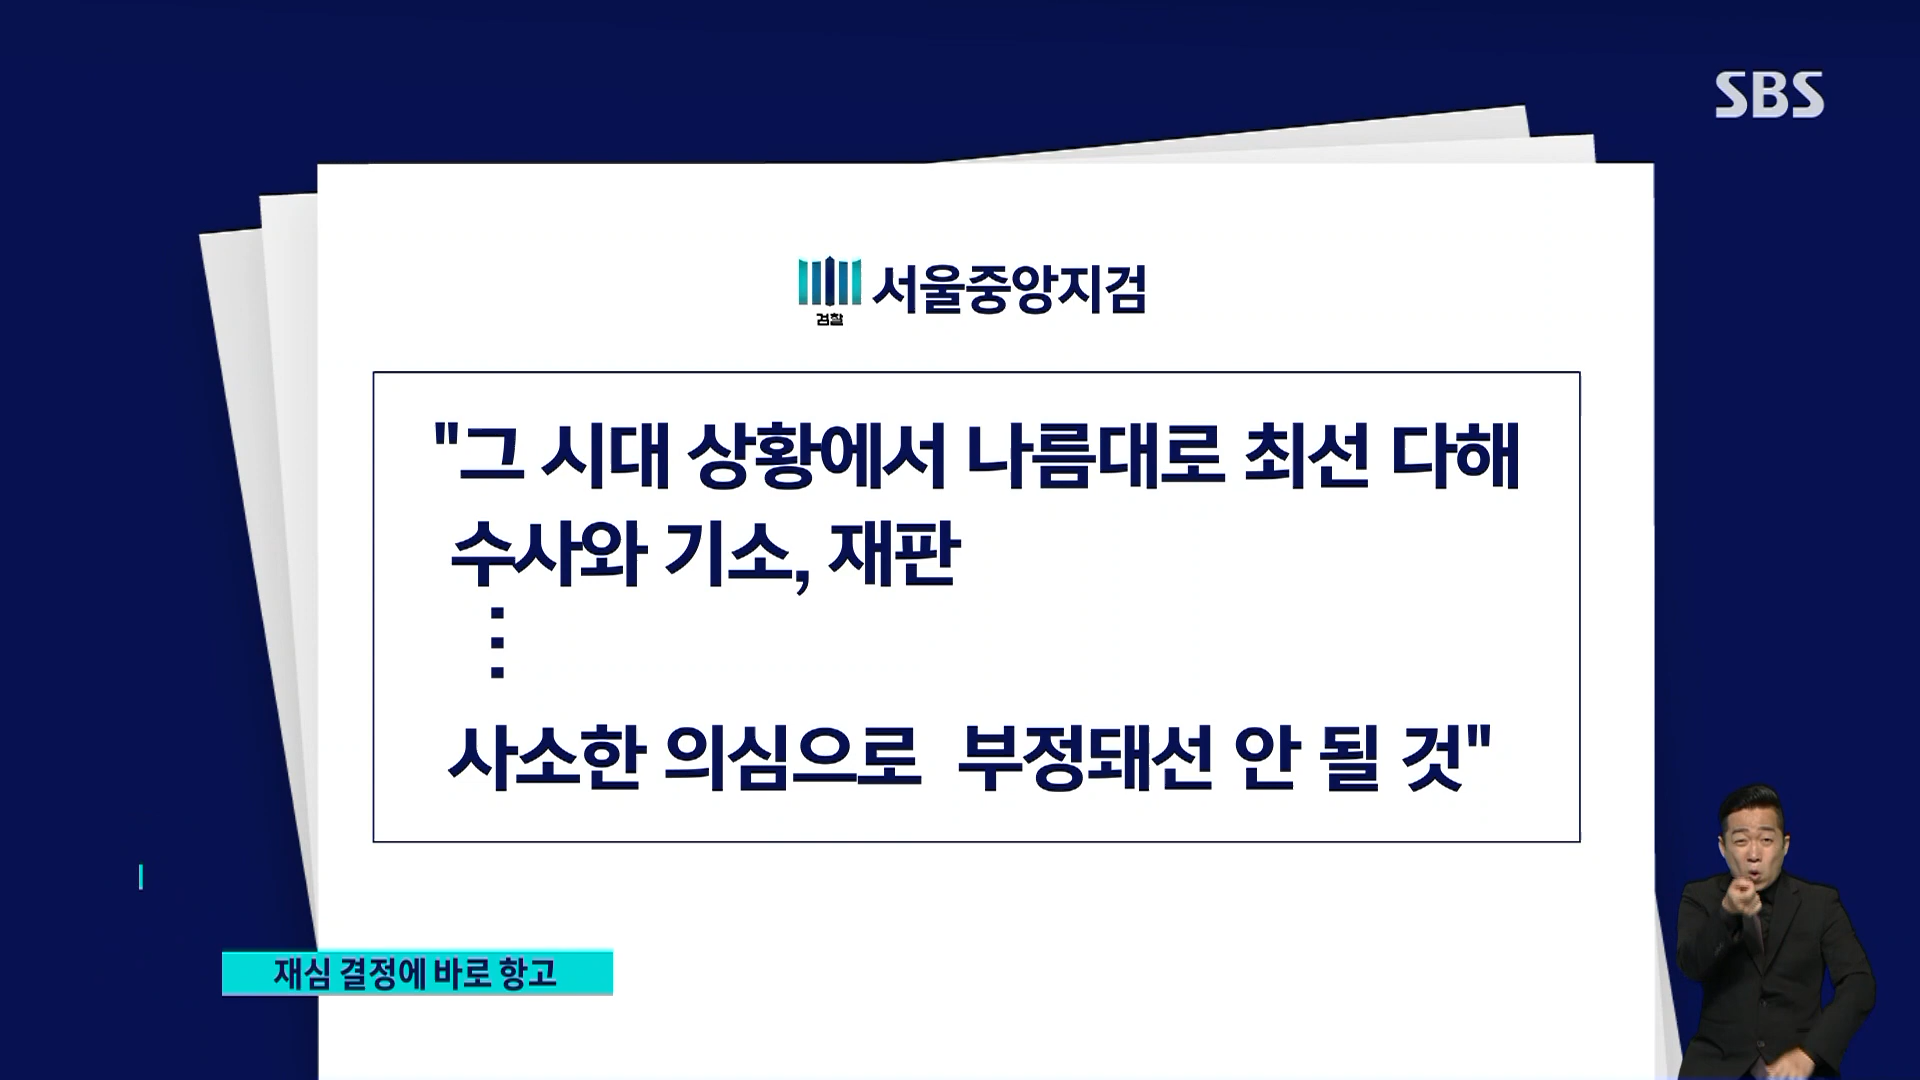 SBS
검찰 서울중앙지검
"그 시대 상황에서 나름대로 최선 다해
수사와 기소, 재판
⋮
사소한 의심으로 부정돼선 안 될 것"
재심 결정에 바로 항고